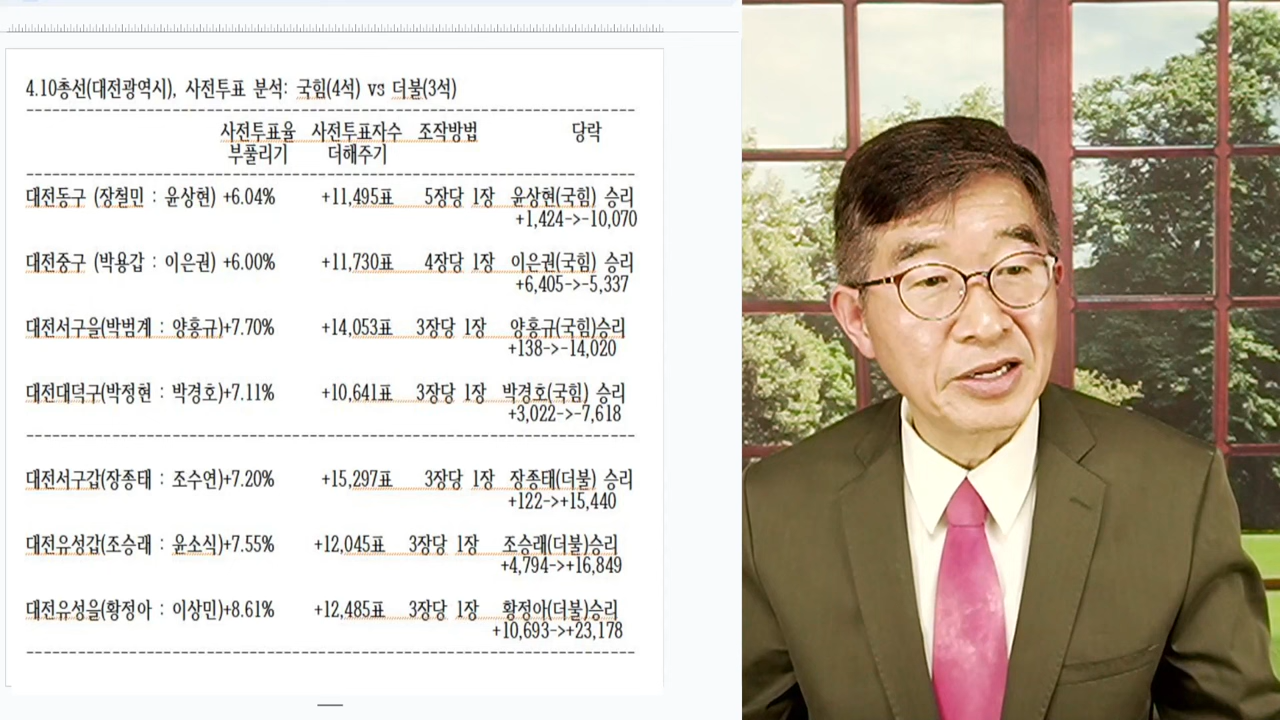 4.10총선(대전광역시), 사전투표 분석: 국힘(4석) vs 더불(3석)
사전투표율 사전투표자수 조작방법 당락
부풀리기 더해주기
대전동구 (장철민 : 윤상현) +6.04% +11,495표 5장당 1장 윤상현(국힘) 승리
+1,424->-10,070
대전중구 (박용갑 : 이은권) +6.00% +11,730표 4장당 1장 이은권(국힘) 승리
+6,405->-5,337
대전서구을(박범계 : 양홍규)+7.70% +14,053표 3장당 1장 양홍규(국힘)승리
+138->-14,020
대전대덕구(박정현 : 박경호)+7.11% +10,641표 3장당 1장 박경호(국힘) 승리
+3,022->-7,618
대전서구갑(장종태 : 조수연)+7.20% +15,297표 3장당 1장 장종태(더불) 승리
+122->+15,440
대전유성갑(조승래 : 윤소식)+7.55% +12,045표 3장당 1장 조승래(더불)승리
+4,794->+16,849
대전유성을(황정아 : 이상민)+8.61% +12,485표 3장당 1장 황정아(더불)승리
+10,693->+23,178